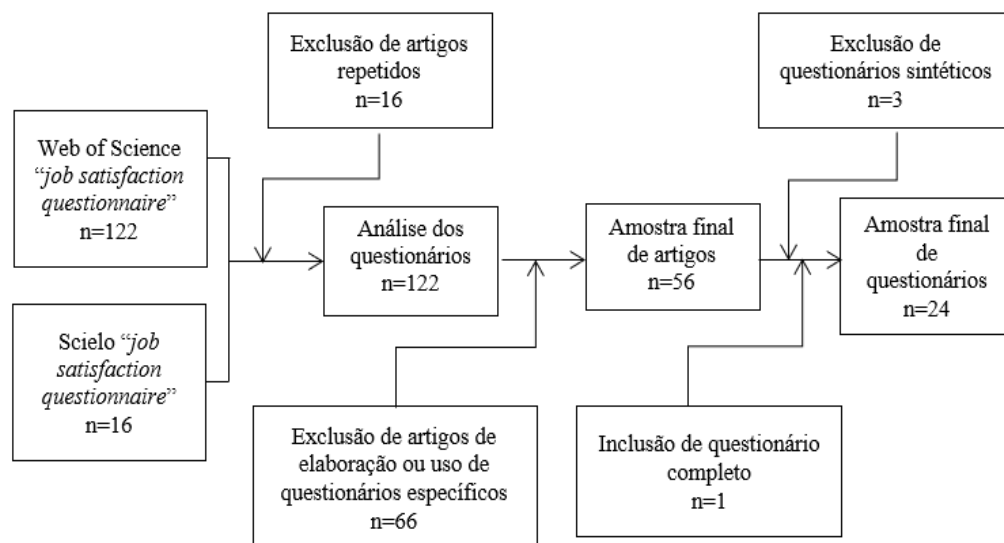 Exclusão de artigos
repetidos
n=16
Exclusão de
questionários sintéticos
n=3
Web of Science
“job satisfaction
questionnaire”
n=122
Análise dos
questionários
n=122
Amostra final
de artigos
n=56
Amostra final
de
questionários
n=24
Scielo “job
satisfaction
questionnaire”
n=16
Exclusão de artigos de
elaboração ou uso de
questionários específicos
n=66
Inclusão de questionário
completo
n=1